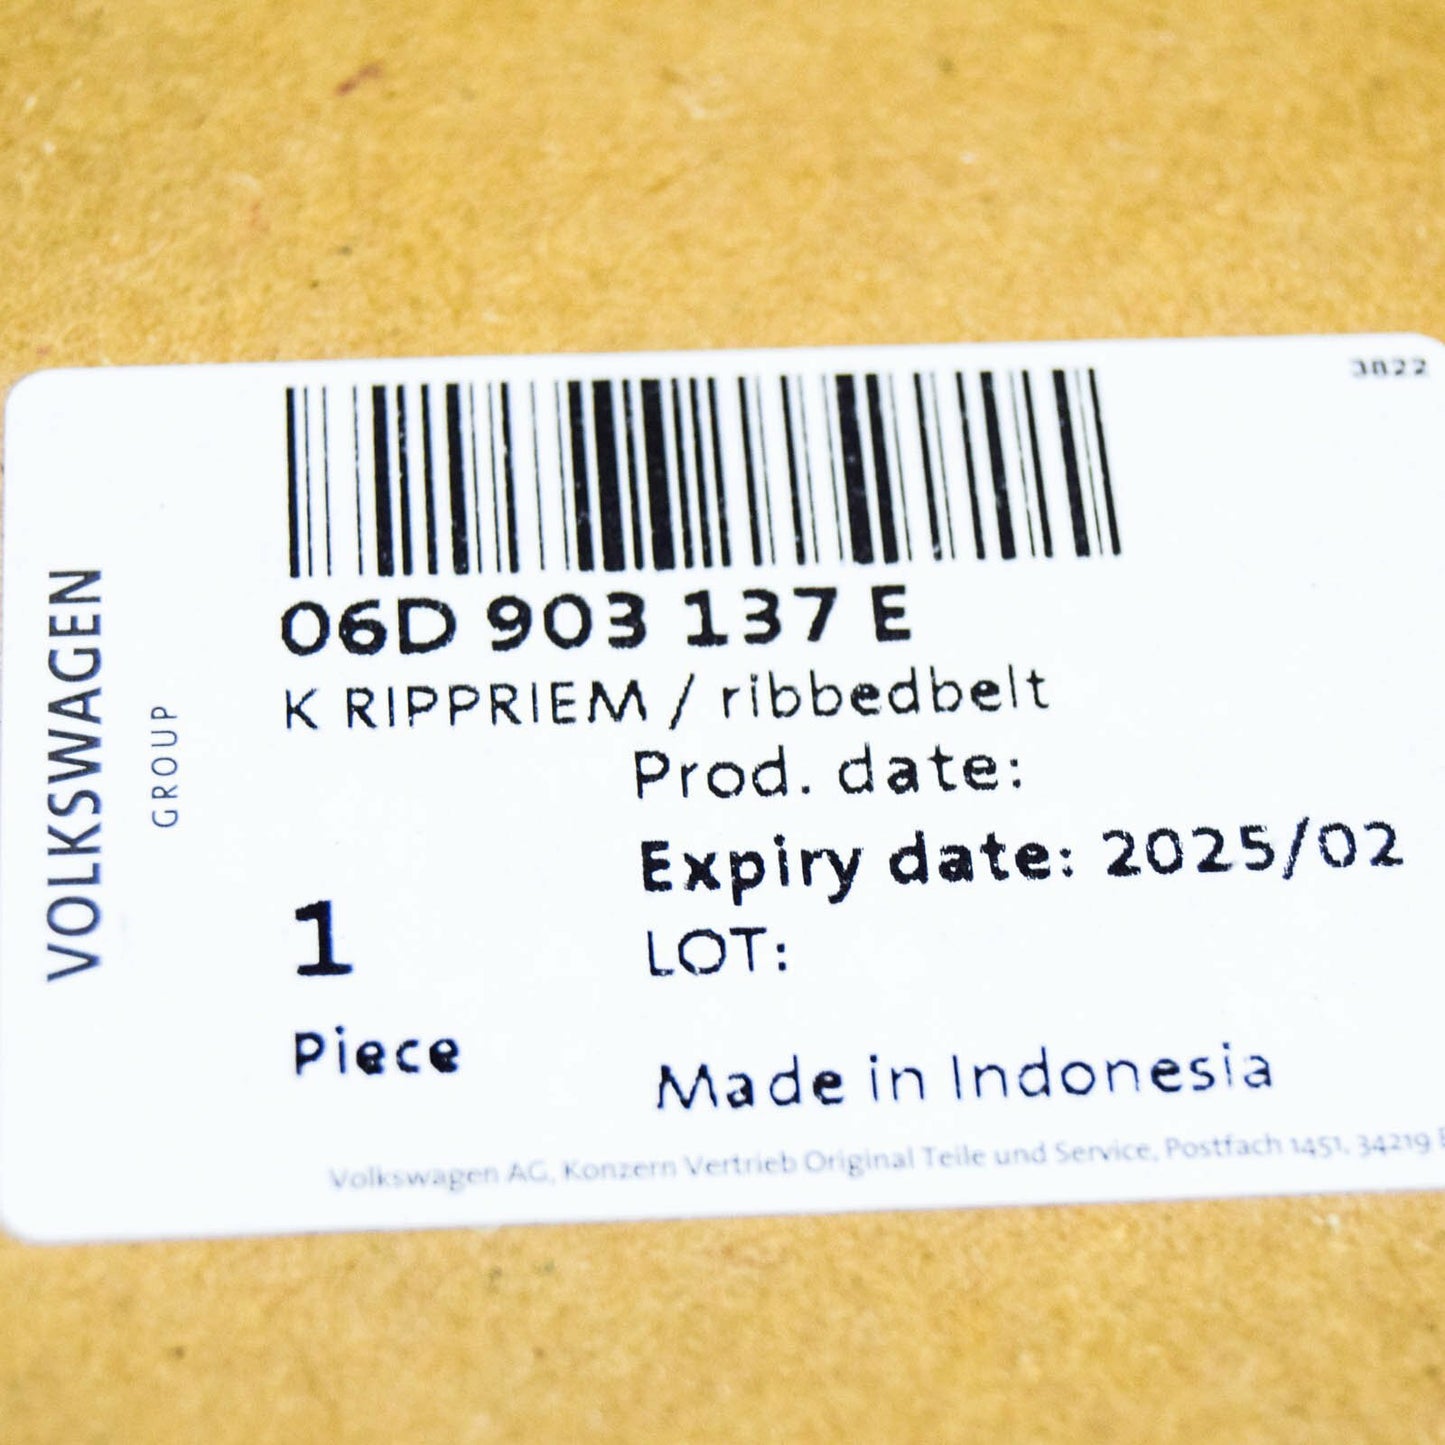 3822
06D 903 137 E
K RIPPRIEM / ribbedbelt
Prod. date:
Expiry date: 2025/02
LOT:
1
Piece
Made in Indonesia
Volkswagen AG, Konzern Vertrieb Original Teile und Service, Postfach 1451, 34219
VOLKSWAGEN
GROUP